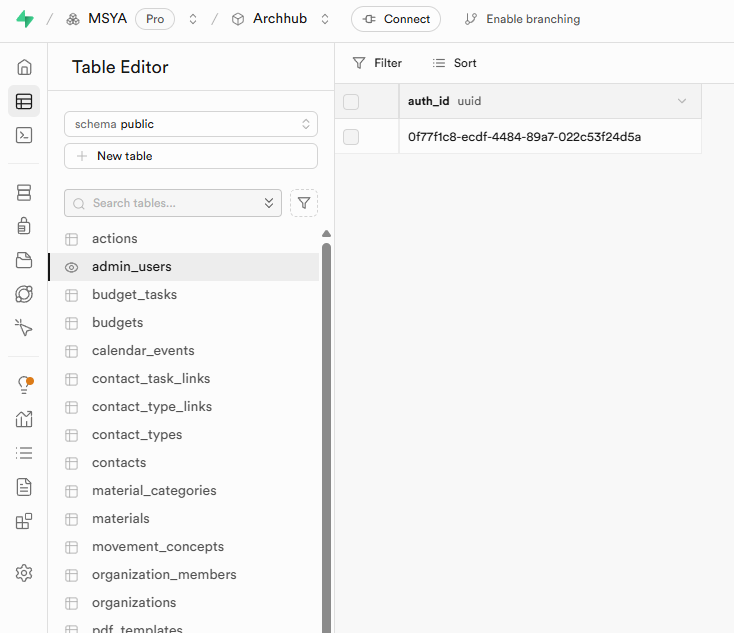 MSYA Pro Archhub Connect Enable branching
Table Editor
Filter Sort
schema public
auth_id uuid
New table
0f77f1c8-ecdf-4484-89a7-022c53f24d5a
Search tables...
actions
admin_users
budget_tasks
budgets
calendar_events
contact_task_links
contact_type_links
contact_types
contacts
material_categories
materials
movement_concepts
organization_members
organizations
pdf_templates